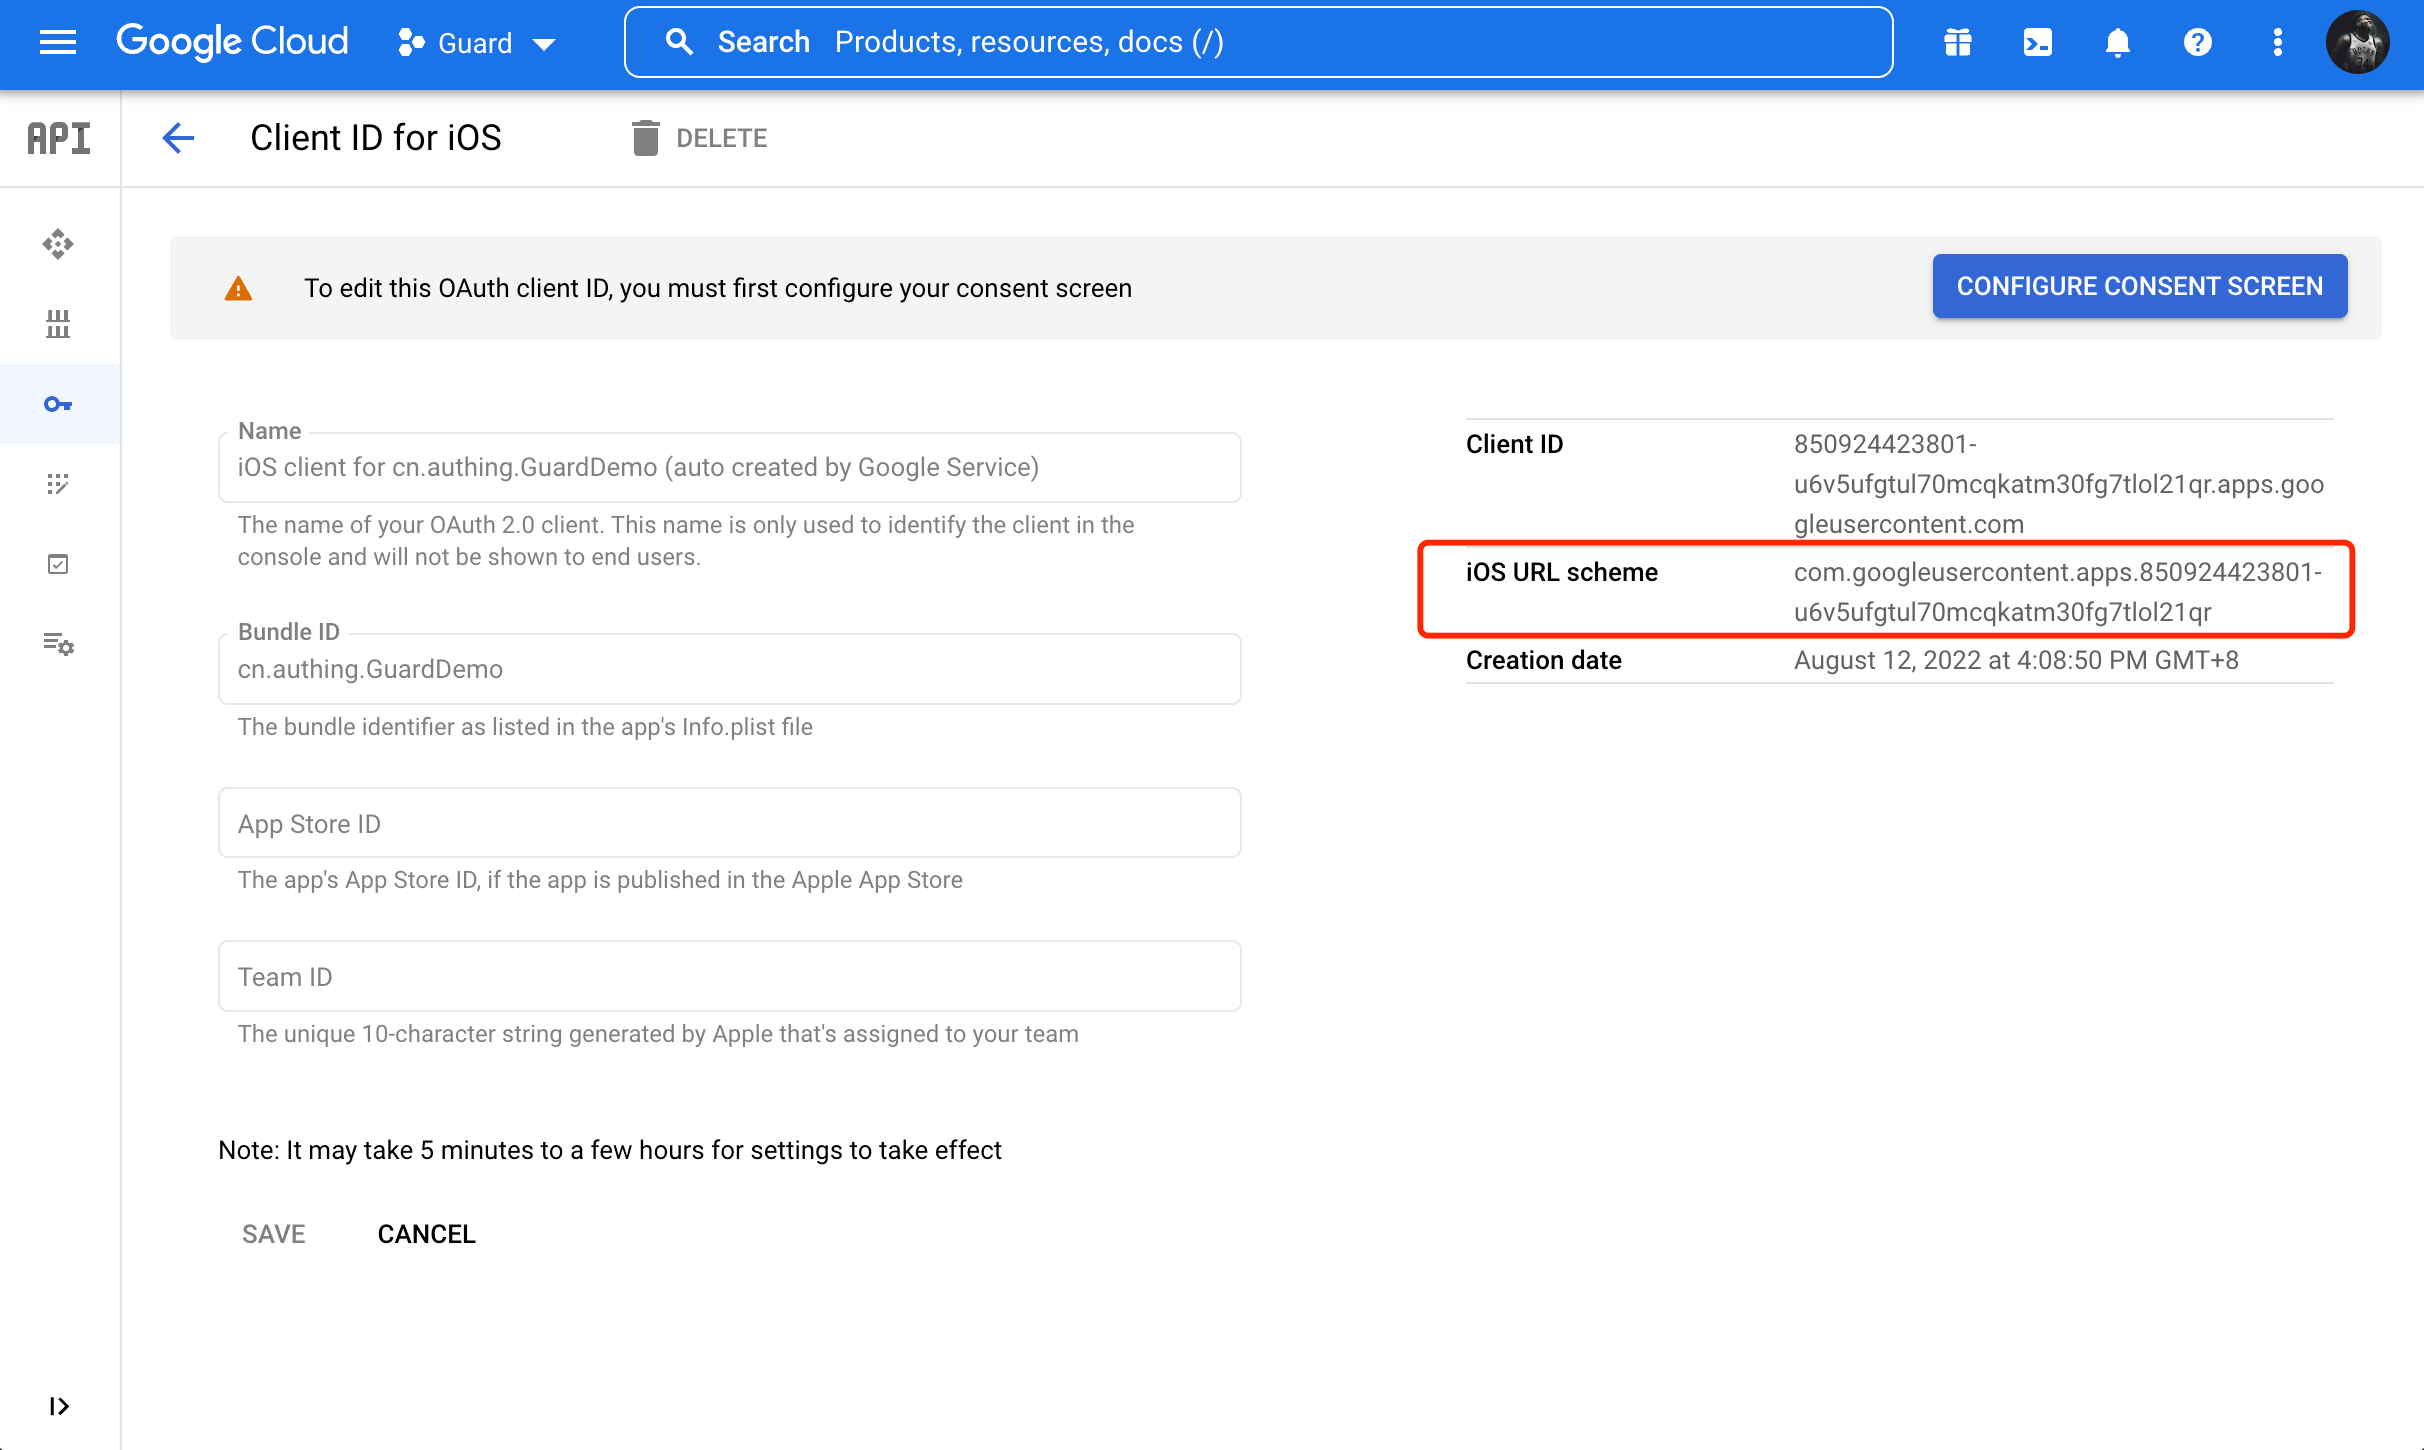 Google Cloud
Guard
Search Products, resources, docs (/)
API
Client ID for iOS
DELETE
To edit this OAuth client ID, you must first configure your consent screen
CONFIGURE CONSENT SCREEN
Name
iOS client for cn.authing.GuardDemo (auto created by Google Service)
The name of your OAuth 2.0 client. This name is only used to identify the client in the
console and will not be shown to end users.
Bundle ID
cn.authing.GuardDemo
The bundle identifier as listed in the app's Info.plist file
App Store ID
The app's App Store ID, if the app is published in the Apple App Store
Team ID
The unique 10-character string generated by Apple that's assigned to your team
Note: It may take 5 minutes to a few hours for settings to take effect
SAVE
CANCEL
Client ID
850924423801-
u6v5ufgtul70mcqkatm30fg7tlol21qr.apps.goo
gleusercontent.com
iOS URL scheme
com.googleusercontent.apps.850924423801-
u6v5ufgtul70mcqkatm30fg7tlol21qr
Creation date
August 12, 2022 at 4:08:50 PM GMT+8